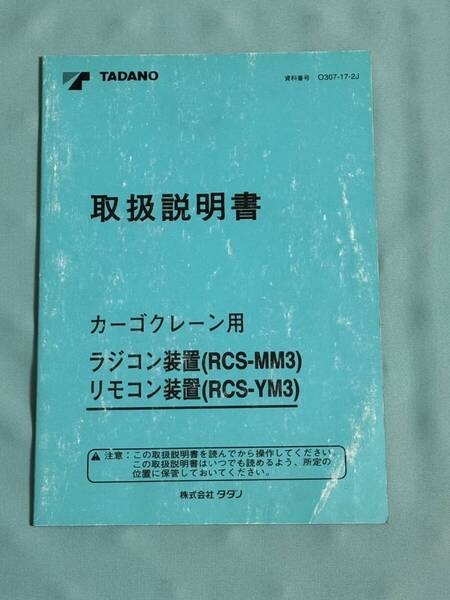 TADANO
資料番号 O307-17-2J
取扱説明書
カーゴクレーン用
ラジコン装置(RCS-MM3)
リモコン装置(RCS-YM3)
注意：この取扱説明書を読んでから操作してください
この取扱説明書はいつでも読めるよう、所定の
位置に保管しておいてください。
株式会社 タダノ